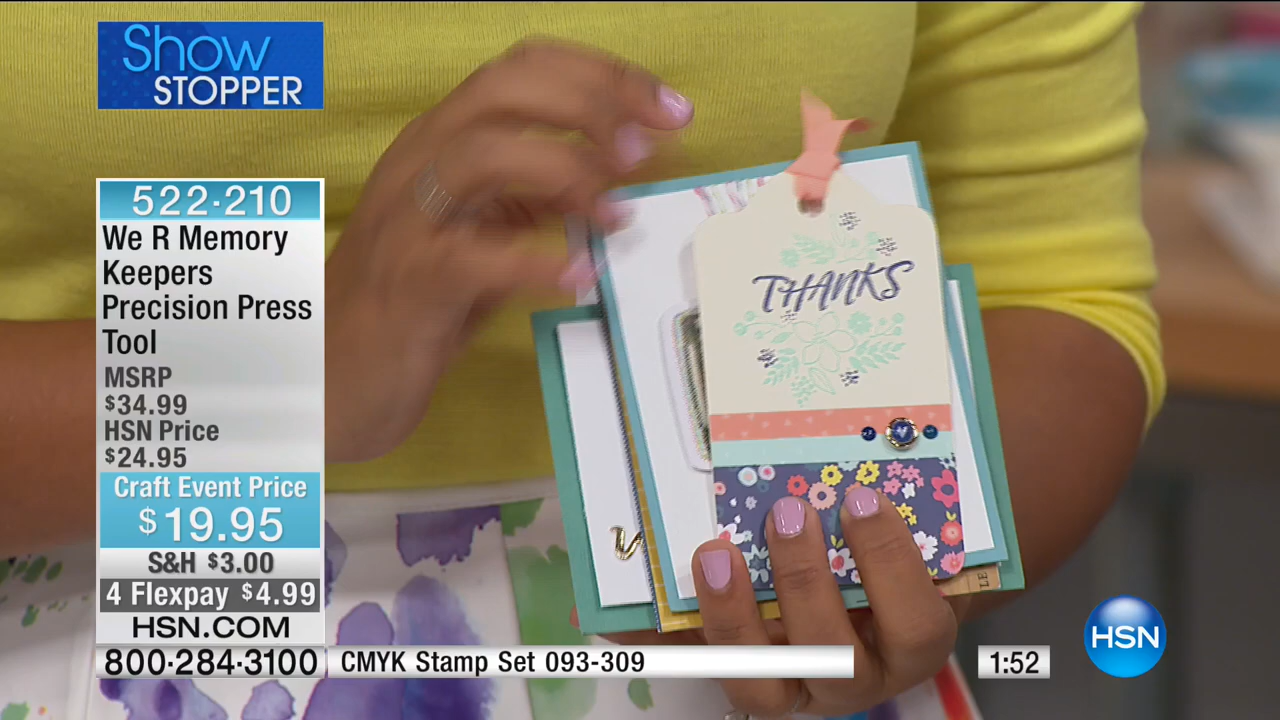 Show
STOPPER
522·210
We R Memory
Keepers
Precision Press
Tool
MSRP
$34.99
HSN Price
$24.95
Craft Event Price
$19.95
S&H $3.00
4 Flexpay $4.99
HSN.COM
800·284·3100
CMYK Stamp Set 093-309
1:52
HSN
THANKS